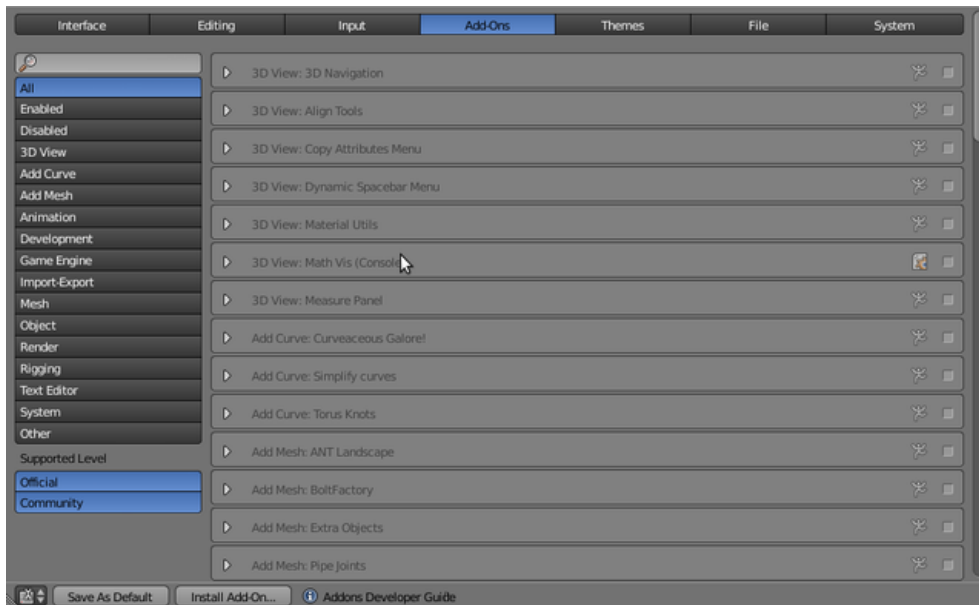 Interface
Editing
Input
Add-Ons
Themes
File
System
All
Enabled
Disabled
3D View
Add Curve
Add Mesh
Animation
Development
Game Engine
Import-Export
Mesh
Object
Render
Rigging
Text Editor
System
Other
Supported Level
Official
Community
3D View: 3D Navigation
3D View: Align Tools
3D View: Copy Attributes Menu
3D View: Dynamic Spacebar Menu
3D View: Material Utils
3D View: Math Vis (Console
3D View: Measure Panel
Add Curve: Curveaceous Galore!
Add Curve: Simplify curves
Add Curve: Torus Knots
Add Mesh: ANT Landscape
Add Mesh: BoltFactory
Add Mesh: Extra Objects
Add Mesh: Pipe Joints
Save As Default
Install Add-On...
Addons Developer Guide